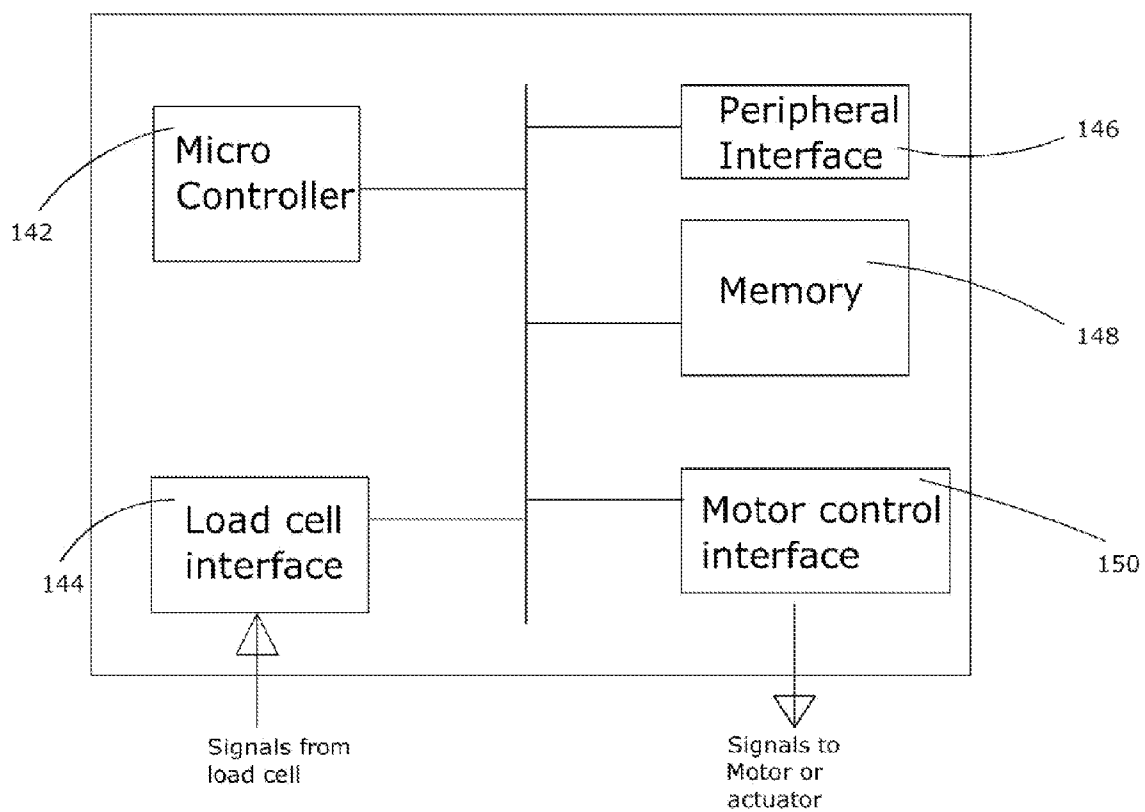 Micro
Controller
142
Peripheral
Interface
146
Memory
148
Load cell
interface
144
Motor control
interface
150
Signals from
load cell
Signals to
Motor or
actuator